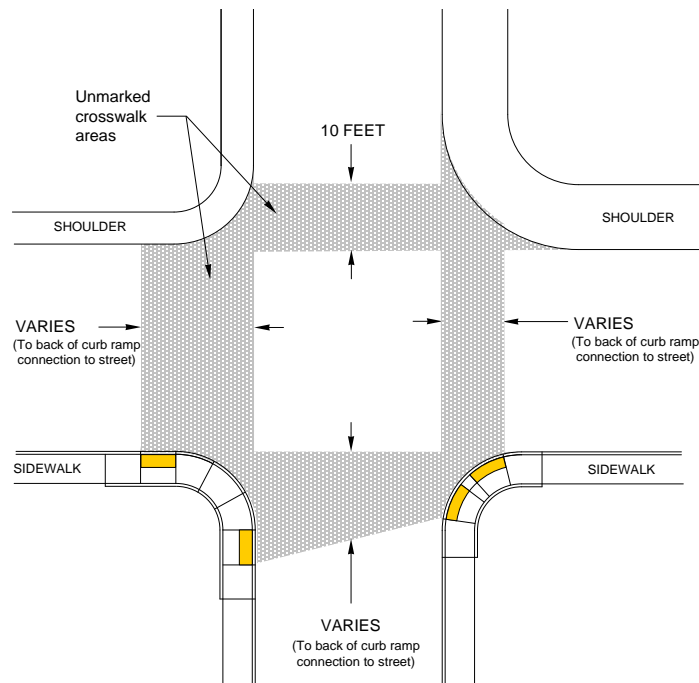 Unmarked
crosswalk
areas
10 FEET
SHOULDER
SHOULDER
VARIES
(To back of curb ramp
connection to street)
VARIES
(To back of curb ramp
connection to street)
SIDEWALK
SIDEWALK
VARIES
(To back of curb ramp
connection to street)